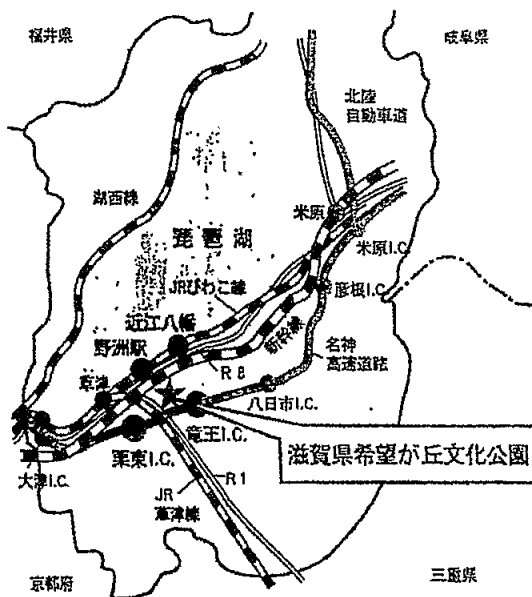 福井県
岐阜県
北陸
自動車道
湖西線
米原
琵琶湖
米原I.C.
JRびわこ線
彦根I.C.
近江八幡
新幹線
野洲駅
名神
高速道路
R8
草津
八日市I.C.
竜王I.C.
栗東I.C.
滋賀県希望が丘文化公園
大津I.C.
R1
JR
草津線
京都府
三重県